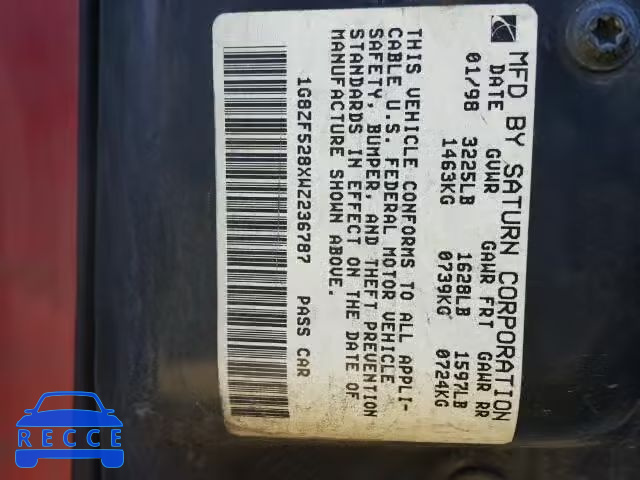 MFD BY SATURN CORPORATION
DATE GVWR GAWR FRT GAWR RR
01/98 3225LB 1628LB 1597LB
1463KG 0739KG 0724KG
THIS VEHICLE CONFORMS TO ALL APPLI-
CABLE U.S. FEDERAL MOTOR VEHICLE
SAFETY, BUMPER, AND THEFT PREVENTION
STANDARDS IN EFFECT ON THE DATE OF
MANUFACTURE SHOWN ABOVE.
1G8ZF528XWZ236787 PASS CAR
RECCE